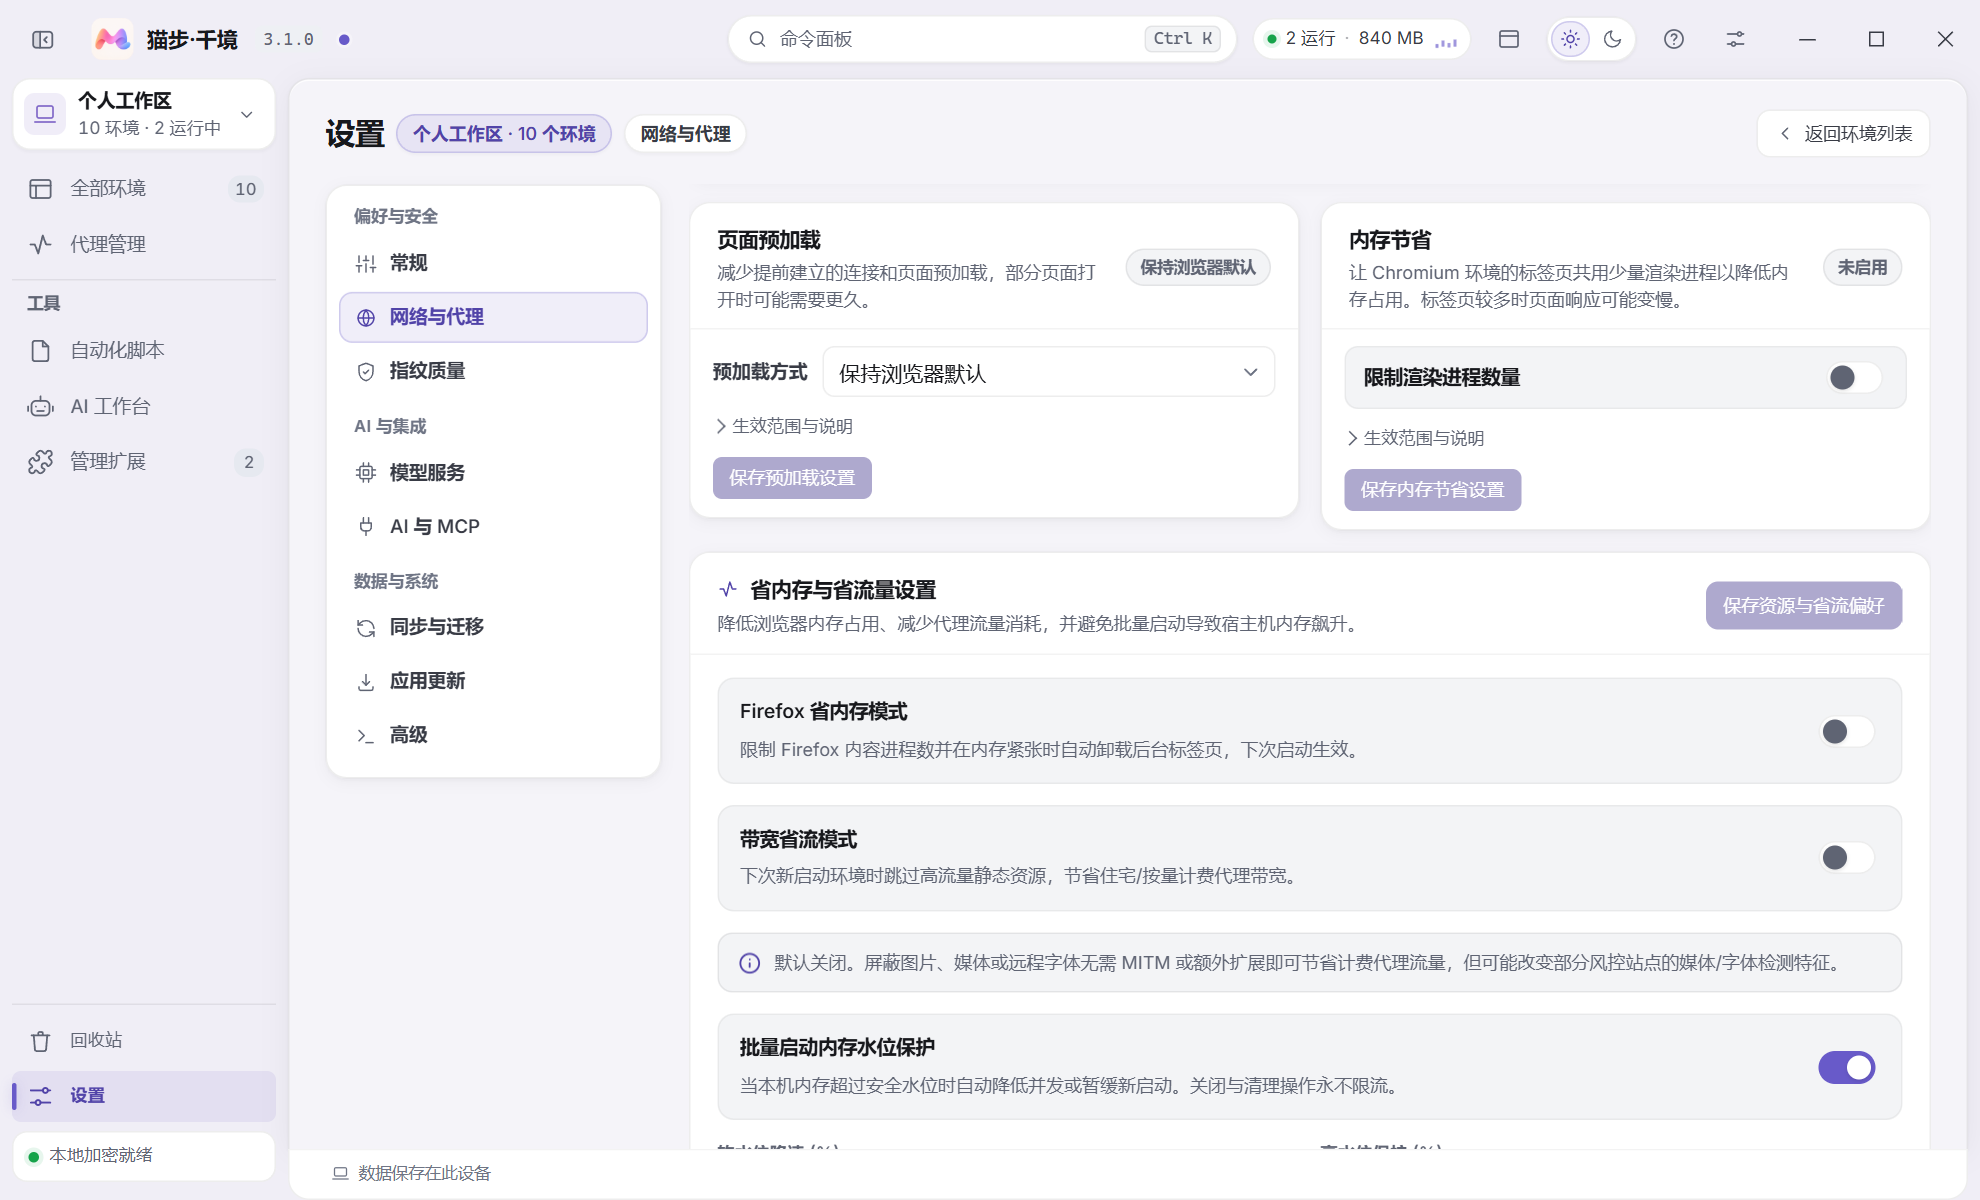 猫步·千境 3.1.0
命令面板 Ctrl K
2 运行 · 840 MB
个人工作区
10 环境 · 2 运行中
全部环境 10
代理管理
工具
自动化脚本
AI 工作台
管理扩展 2
回收站
设置
本地加密就绪
设置 个人工作区 · 10 个环境 网络与代理
返回环境列表
偏好与安全
常规
网络与代理
指纹质量
AI 与集成
模型服务
AI 与 MCP
数据与系统
同步与迁移
应用更新
高级
页面预加载
减少提前建立的连接和页面预加载，部分页面打
开时可能需要更久。
保持浏览器默认
预加载方式 保持浏览器默认
生效范围与说明
保存预加载设置
内存节省
让 Chromium 环境的标签页共用少量渲染进程以降低内
存占用。标签页较多时页面响应可能变慢。
未启用
限制渲染进程数量
生效范围与说明
保存内存节省设置
省内存与省流量设置
降低浏览器内存占用、减少代理流量消耗，并避免批量启动导致宿主机内存飙升。
保存资源与省流偏好
Firefox 省内存模式
限制 Firefox 内容进程数并在内存紧张时自动卸载后台标签页，下次启动生效。
带宽省流模式
下次新启动环境时跳过高流量静态资源，节省住宅/按量计费代理带宽。
默认关闭。屏蔽图片、媒体或远程字体无需 MITM 或额外扩展即可节省计费代理流量，但可能改变部分风控站点的媒体/字体检测特征。
批量启动内存水位保护
当本机内存超过安全水位时自动降低并发或暂缓新启动。关闭与清理操作永不限流。
数据保存在此设备